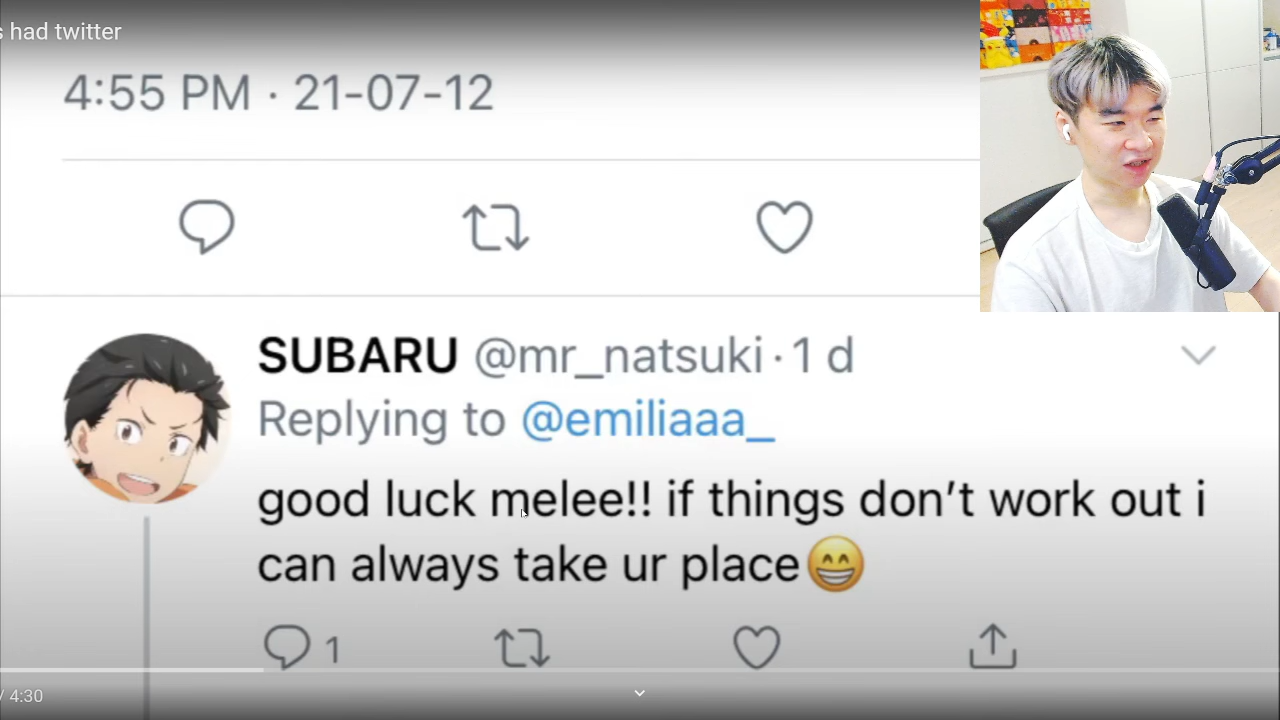 s had twitter
4:55 PM · 21-07-12
SUBARU @mr_natsuki · 1 d
Replying to @emiliaaa_
good luck melee!! if things don’t work out i
can always take ur place😁
1
/ 4:30